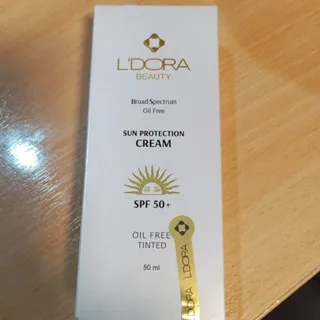 L'DORA
BEAUTY
Broad Spectrum
Oil Free
SUN PROTECTION
CREAM
SPF 50+
OIL FREE
TINTED
50 ml
L'DORA